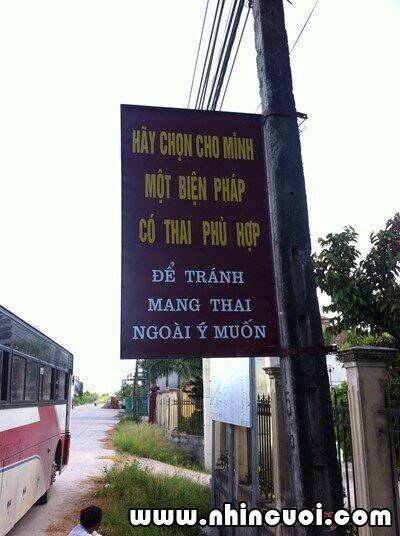 HÃY CHỌN CHO MÌNH
MỘT BIỆN PHÁP
CÓ THAI PHÙ HỢP
ĐỂ TRÁNH
MANG THAI
NGOÀI Ý MUỐN
www.nhincuoi.com